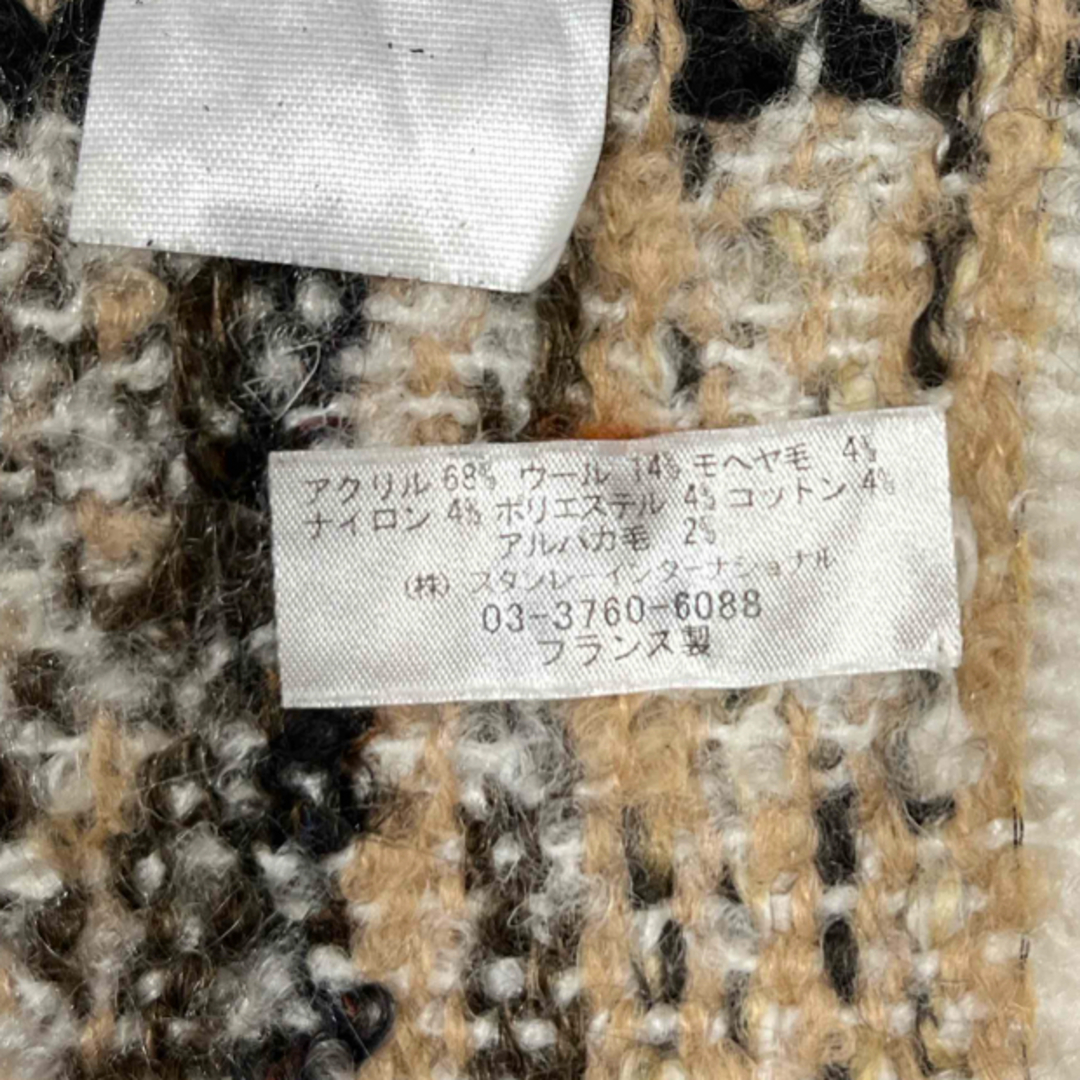 アクリル 68% ウール 14% モヘヤ毛 4%
ナイロン 4% ポリエステル 4% コットン 4%
アルパカ毛 2%
(株) スタンレーインターナショナル
03-3760-6088
フランス製